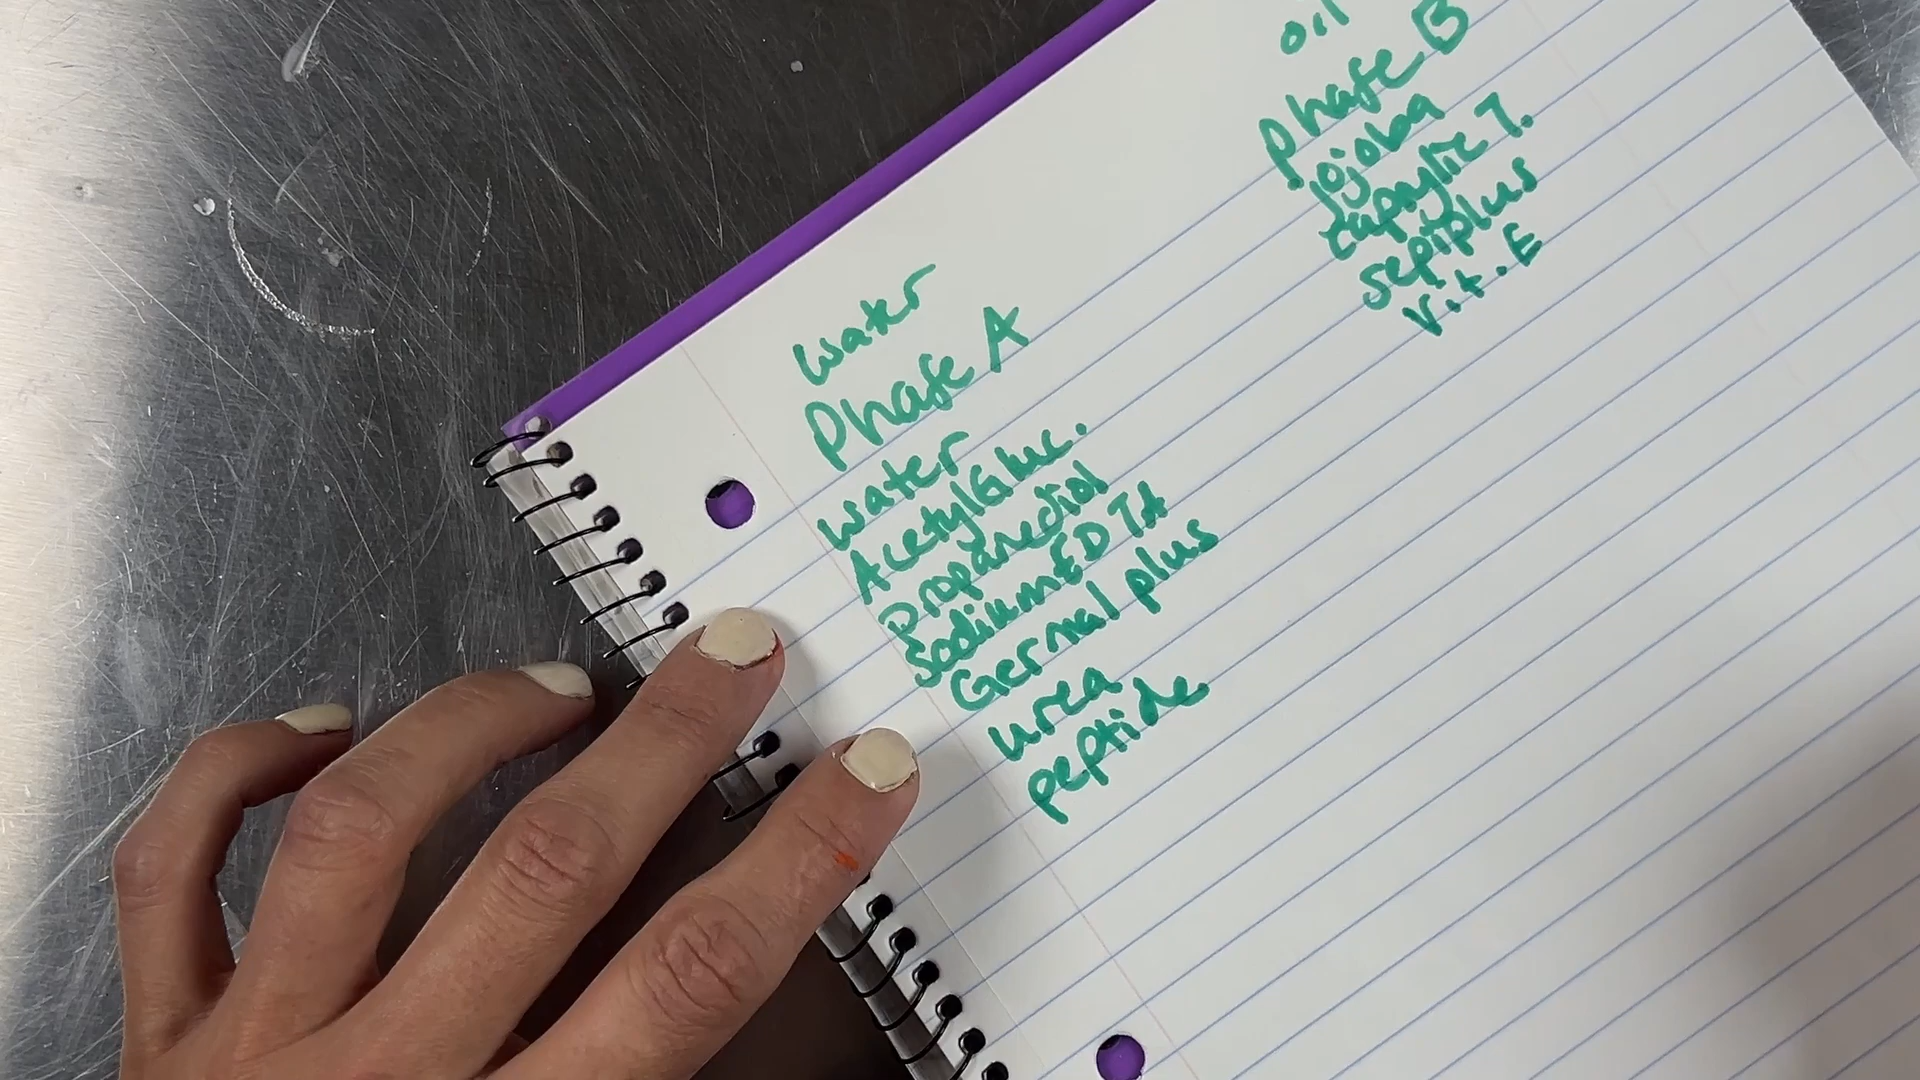 water
Phase A
water
AcetylGluc.
propanediol
SodiumEDTA
Germal plus
urea
peptide
oil
phase B
jojoba
caprylic T.
sepiplus
Vit. E